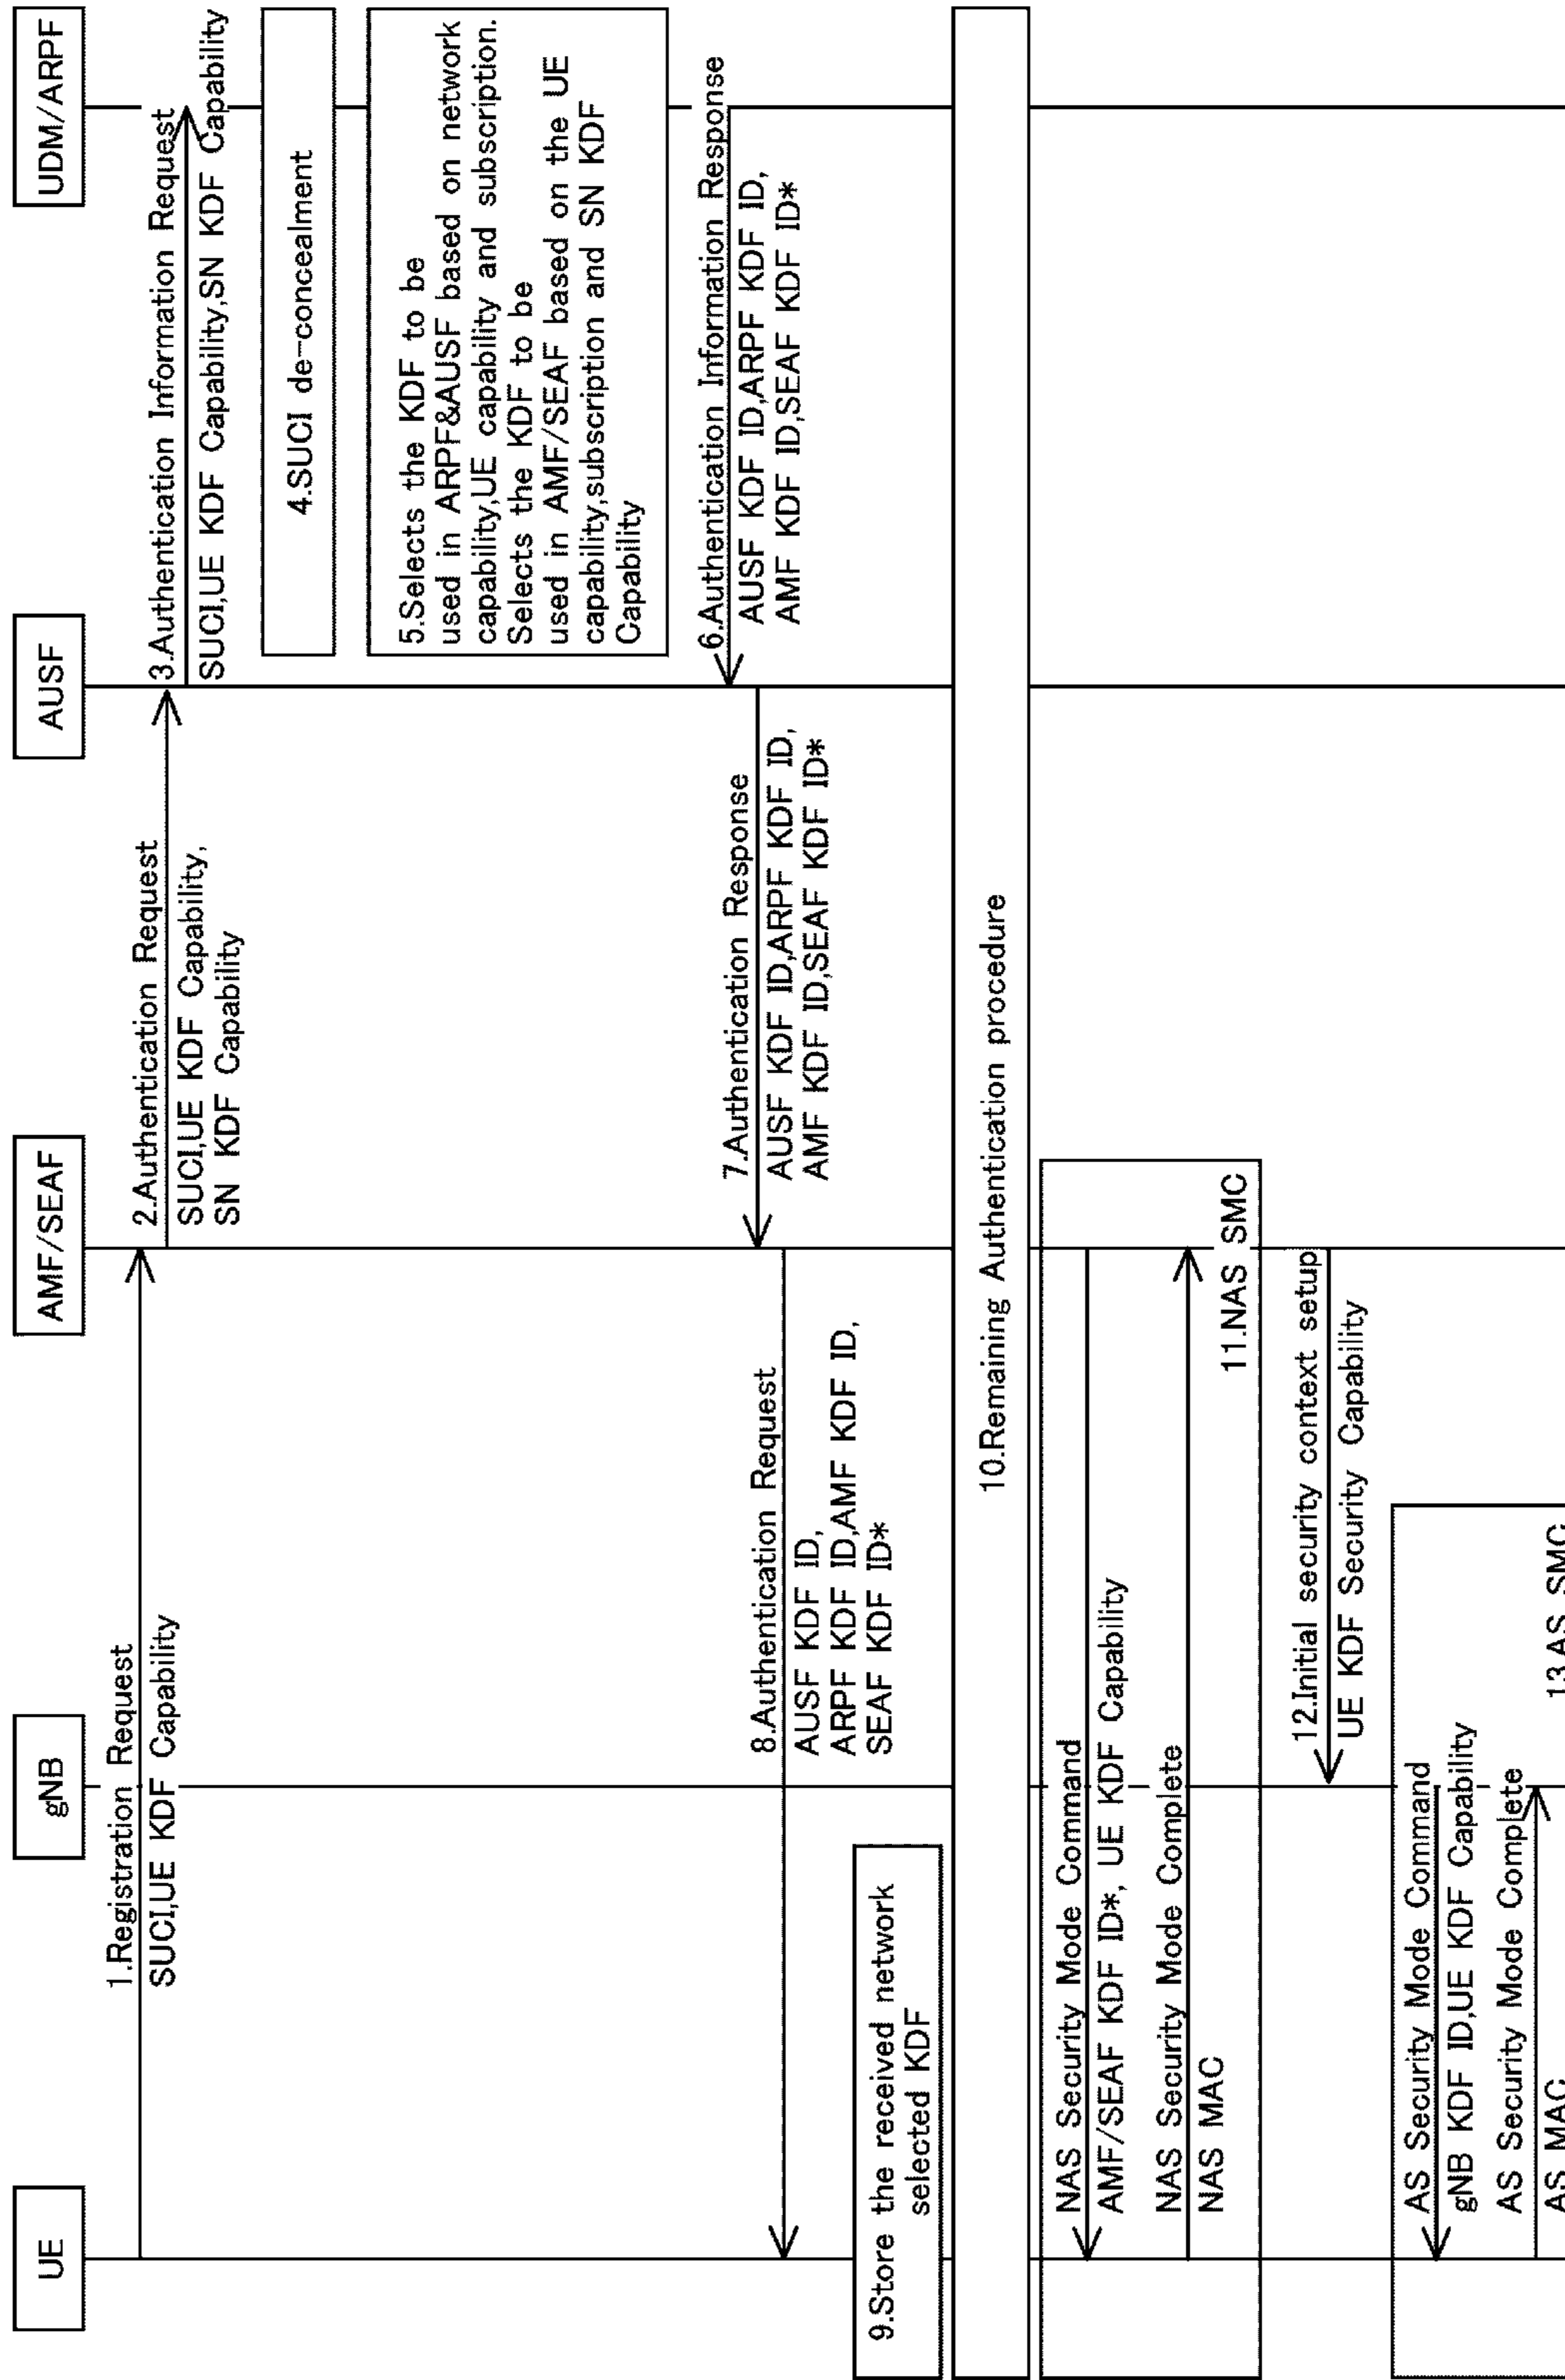 UE
gNB
AMF/SEAF
AUSF
UDM/ARPF
1.Registration Request
SUCI,UE KDF Capability
2.Authentication Request
SUCI,UE KDF Capability,
SN KDF Capability
3.Authentication Information Request
SUCI,UE KDF Capability,SN KDF Capability
4.SUCI de-concealment
5.Selects the KDF to be
used in ARPF&AUSF based on network
capability,UE capability and subscription.
Selects the KDF to be
used in AMF/SEAF based on the UE
capability,subscription and SN KDF
Capability
6.Authentication Information Response
AUSF KDF ID,ARPF KDF ID,
AMF KDF ID,SEAF KDF ID*
7.Authentication Response
AUSF KDF ID,ARPF KDF ID,
AMF KDF ID,SEAF KDF ID*
8.Authentication Request
AUSF KDF ID,
ARPF KDF ID,AMF KDF ID,
SEAF KDF ID*
9.Store the received network
selected KDF
10.Remaining Authentication procedure
NAS Security Mode Command
AMF/SEAF KDF ID*, UE KDF Capability
NAS Security Mode Complete
NAS MAC
11.NAS SMC
12.Initial security context setup
UE KDF Security Capability
AS Security Mode Command
gNB KDF ID,UE KDF Capability
AS Security Mode Complete
AS MAC
13.AS SMC